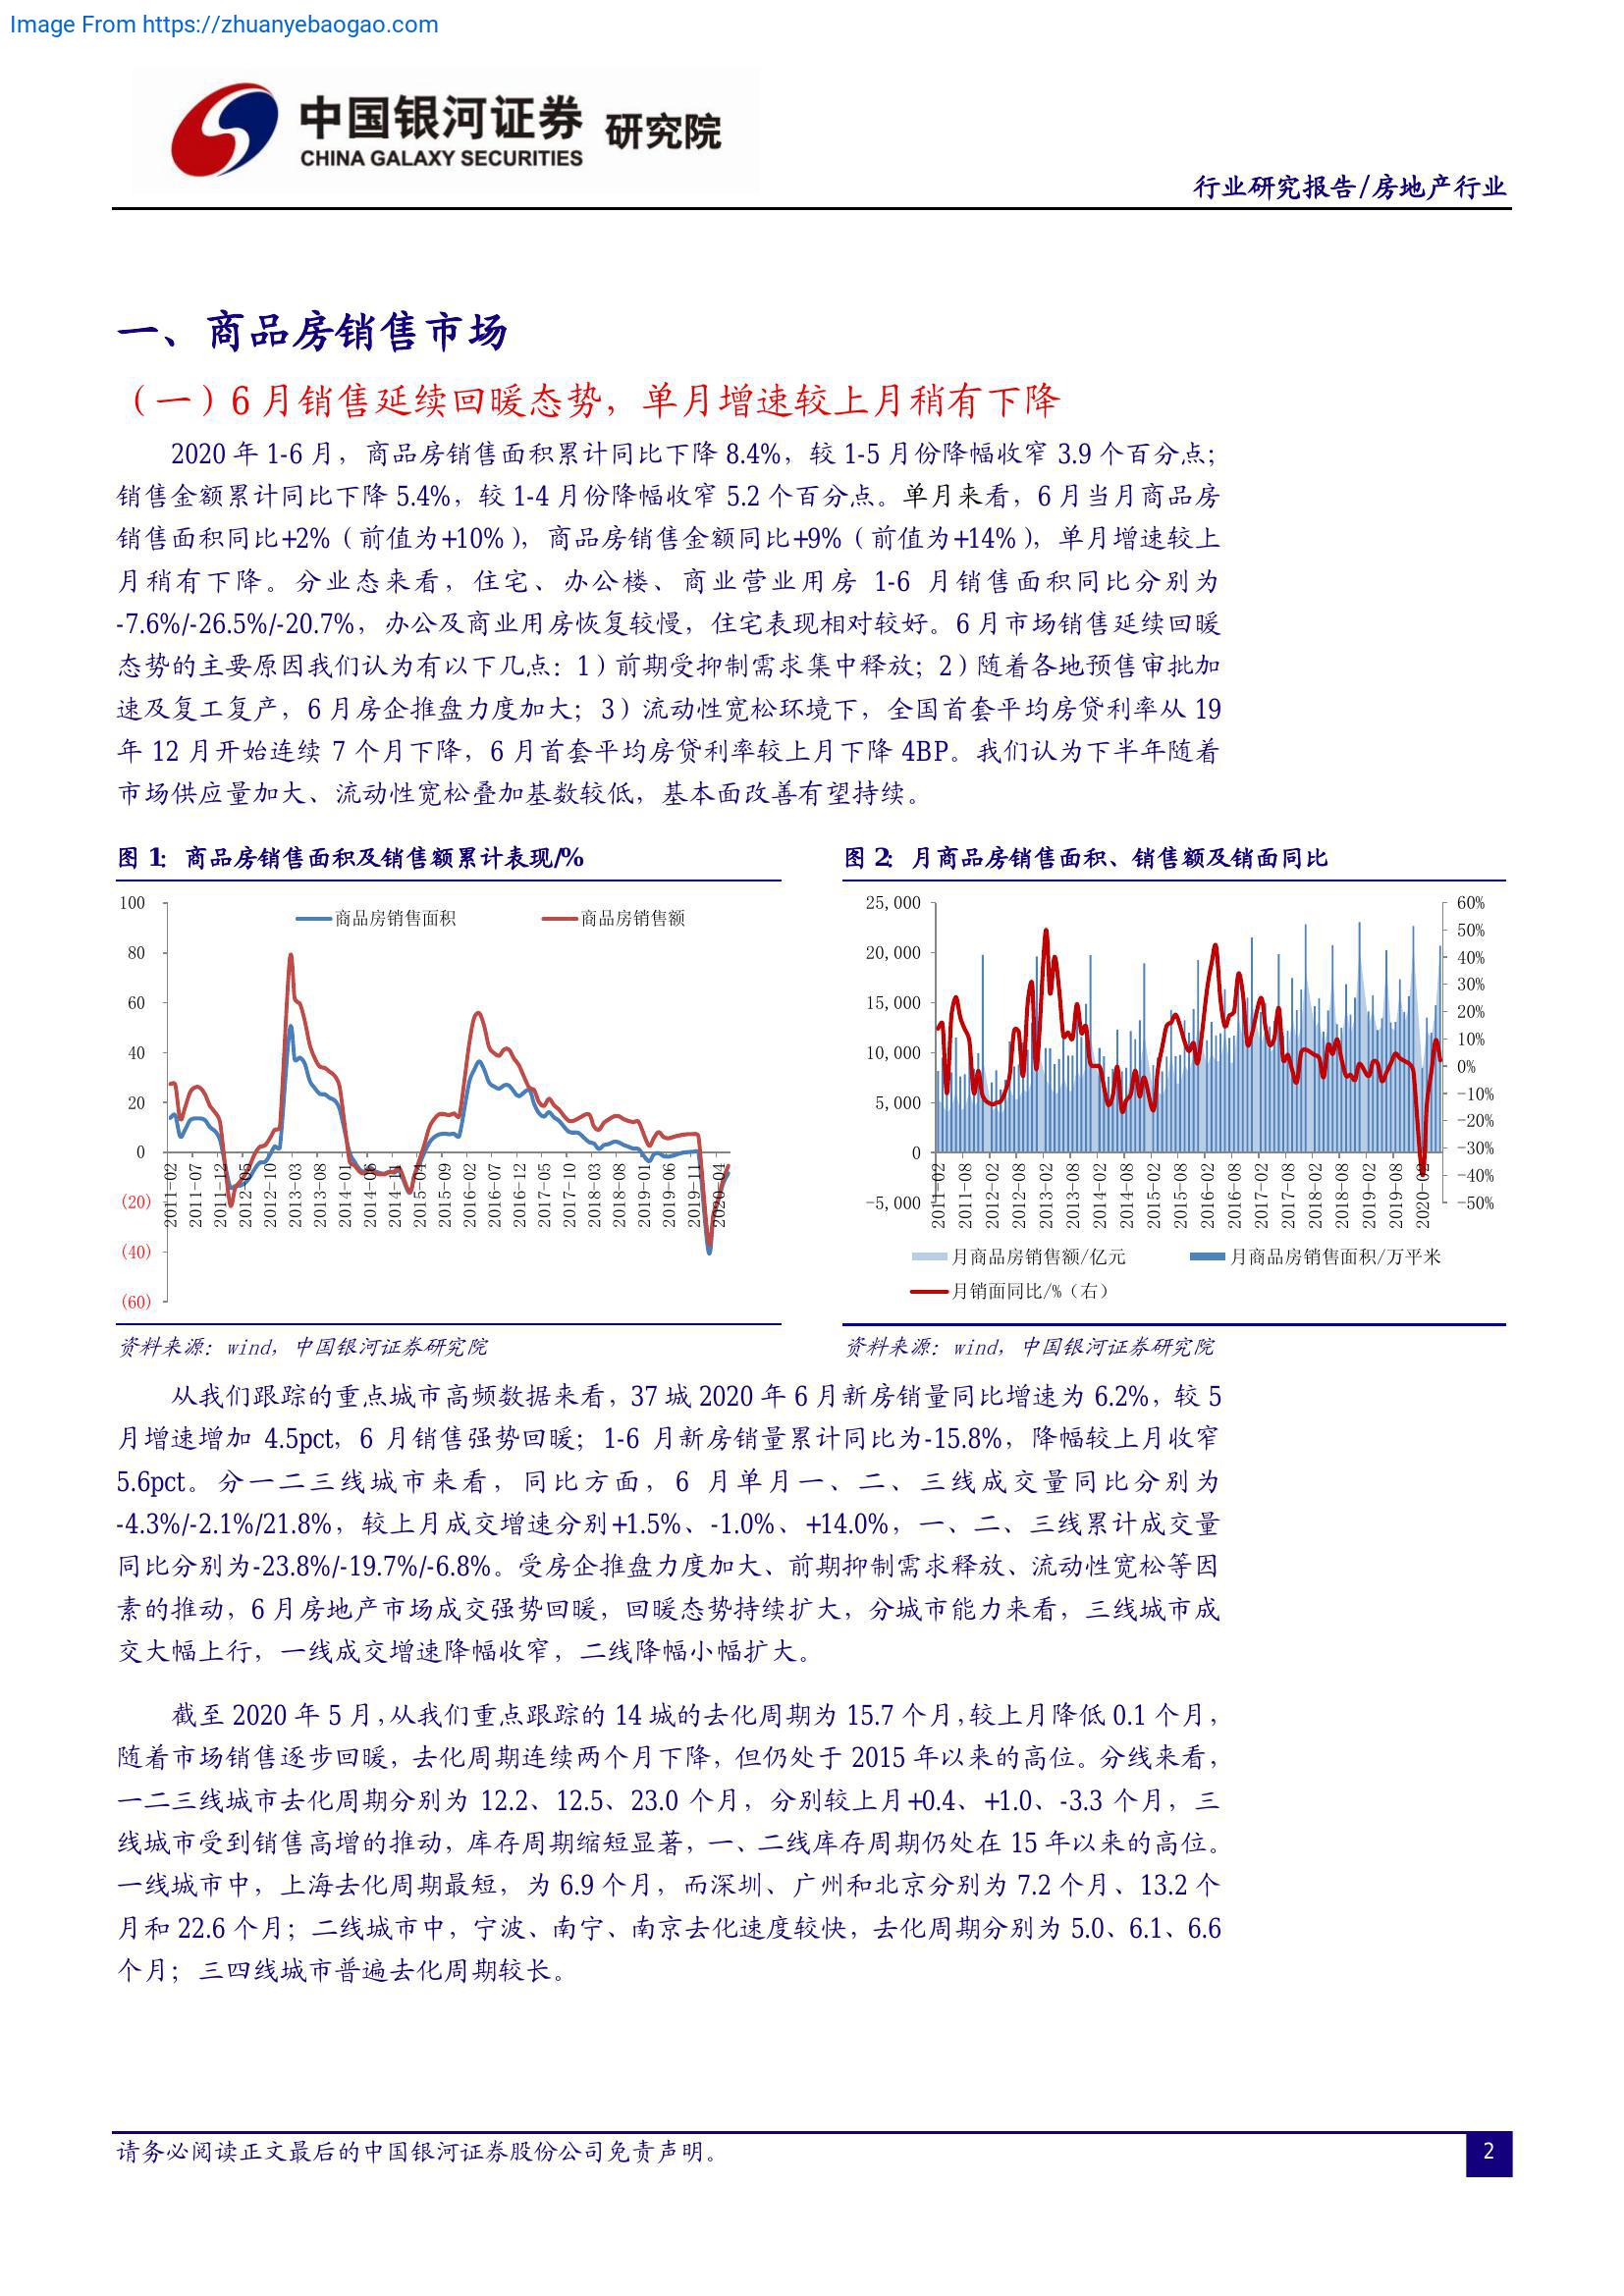 Image From https://zhuanyebaogao.com
中国银河证券 研究院
CHINA GALAXY SECURITIES
行业研究报告/房地产行业
一、商品房销售市场
（一）6 月销售延续回暖态势，单月增速较上月稍有下降
2020 年 1-6 月，商品房销售面积累计同比下降 8.4%，较 1-5 月份降幅收窄 3.9 个百分点；
销售金额累计同比下降 5.4%，较 1-4 月份降幅收窄 5.2 个百分点。单月来看，6 月当月商品房
销售面积同比+2%（前值为+10%），商品房销售金额同比+9%（前值为+14%），单月增速较上
月稍有下降。分业态来看，住宅、办公楼、商业营业用房 1-6 月销售面积同比分别为
-7.6%/-26.5%/-20.7%，办公及商业用房恢复较慢，住宅表现相对较好。6 月市场销售延续回暖
态势的主要原因我们认为有以下几点：1）前期受抑制需求集中释放；2）随着各地预售审批加
速及复工复产，6 月房企推盘力度加大；3）流动性宽松环境下，全国首套平均房贷利率从 19
年 12 月开始连续 7 个月下降，6 月首套平均房贷利率较上月下降 4BP。我们认为下半年随着
市场供应量加大、流动性宽松叠加基数较低，基本面改善有望持续。
图 1：商品房销售面积及销售额累计表现/%
100
80
60
40
20
0
(20)
(40)
(60)
商品房销售面积 商品房销售额
2011-02 2011-07 2011-12 2012-05 2012-10 2013-03 2013-08 2014-01 2014-06 2014-11 2015-04 2015-09 2016-02 2016-07 2016-12 2017-05 2017-10 2018-03 2018-08 2019-01 2019-06 2019-11 2020-04
资料来源：wind，中国银河证券研究院
图 2：月商品房销售面积、销售额及销面同比
25,000
20,000
15,000
10,000
5,000
0
-5,000
60%
50%
40%
30%
20%
10%
0%
-10%
-20%
-30%
-40%
-50%
2011-02 2011-08 2012-02 2012-08 2013-02 2013-08 2014-02 2014-08 2015-02 2015-08 2016-02 2016-08 2017-02 2017-08 2018-02 2018-08 2019-02 2019-08 2020-02
月商品房销售额/亿元 月商品房销售面积/万平米
月销面同比/%（右）
资料来源：wind，中国银河证券研究院
从我们跟踪的重点城市高频数据来看，37 城 2020 年 6 月新房销量同比增速为 6.2%，较 5
月增速增加 4.5pct，6 月销售强势回暖；1-6 月新房销量累计同比为-15.8%，降幅较上月收窄
5.6pct。分一二三线城市来看，同比方面，6 月单月一、二、三线成交量同比分别为
-4.3%/-2.1%/21.8%，较上月成交增速分别+1.5%、-1.0%、+14.0%，一、二、三线累计成交量
同比分别为-23.8%/-19.7%/-6.8%。受房企推盘力度加大、前期抑制需求释放、流动性宽松等因
素的推动，6 月房地产市场成交强势回暖，回暖态势持续扩大，分城市能力来看，三线城市成
交大幅上行，一线成交增速降幅收窄，二线降幅小幅扩大。
截至 2020 年 5 月，从我们重点跟踪的 14 城的去化周期为 15.7 个月，较上月降低 0.1 个月，
随着市场销售逐步回暖，去化周期连续两个月下降，但仍处于 2015 年以来的高位。分线来看，
一二三线城市去化周期分别为 12.2、12.5、23.0 个月，分别较上月+0.4、+1.0、-3.3 个月，三
线城市受到销售高增的推动，库存周期缩短显著，一、二线库存周期仍处在 15 年以来的高位。
一线城市中，上海去化周期最短，为 6.9 个月，而深圳、广州和北京分别为 7.2 个月、13.2 个
月和 22.6 个月；二线城市中，宁波、南宁、南京去化速度较快，去化周期分别为 5.0、6.1、6.6
个月；三四线城市普遍去化周期较长。
请务必阅读正文最后的中国银河证券股份公司免责声明。
2